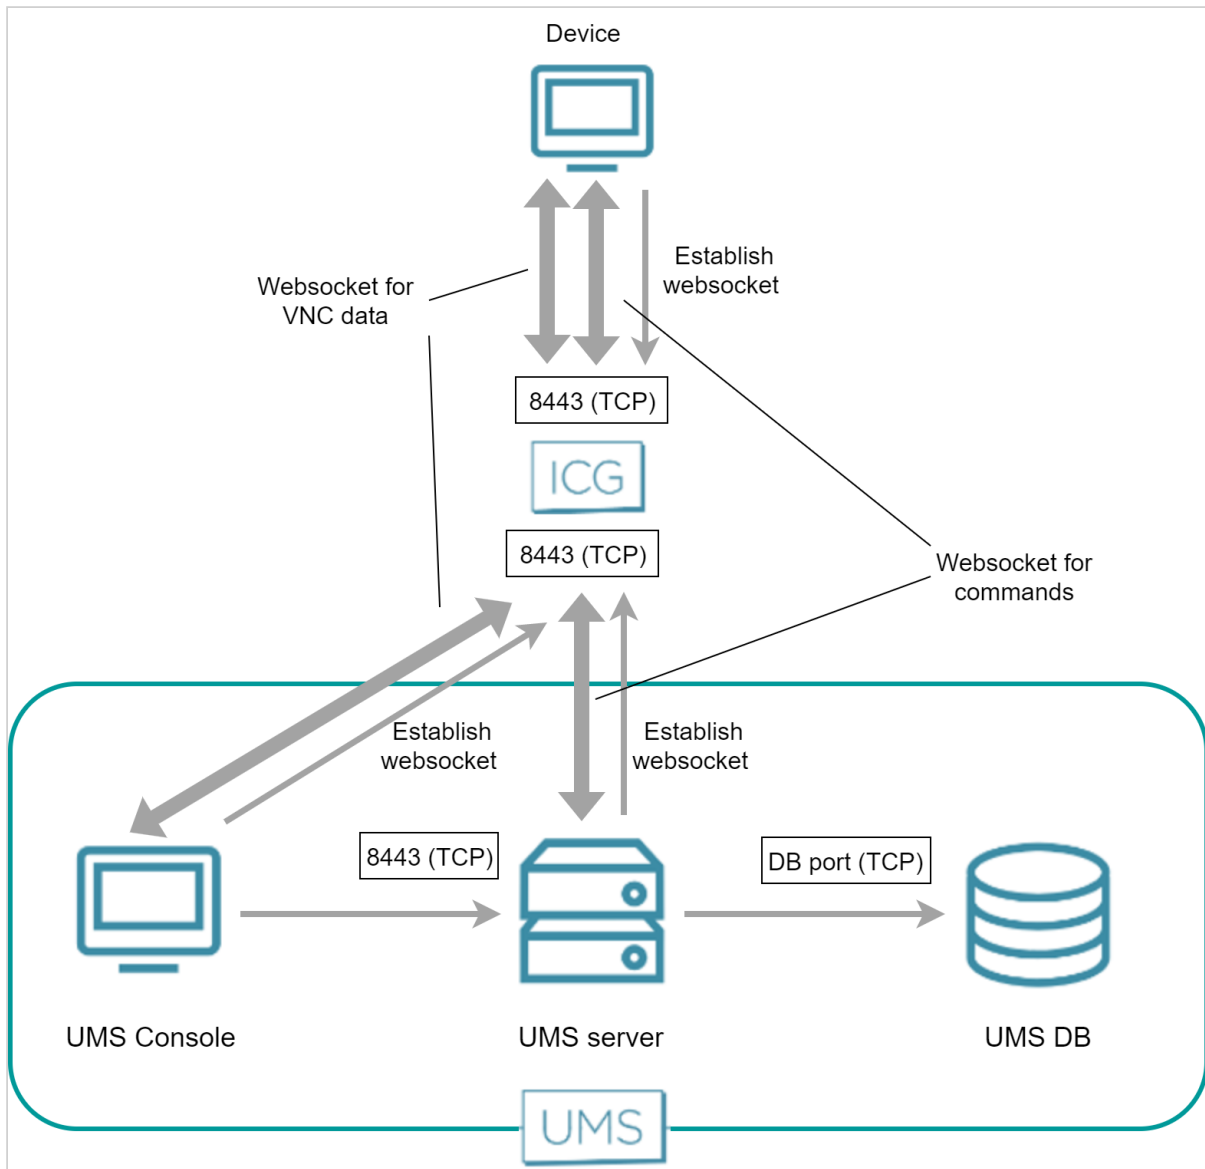 Device
Establish
websocket
Websocket for
VNC data
8443 (TCP)
ICG
8443 (TCP)
Websocket for
commands
Establish
websocket
Establish
websocket
8443 (TCP)
DB port (TCP)
UMS Console
UMS server
UMS DB
UMS